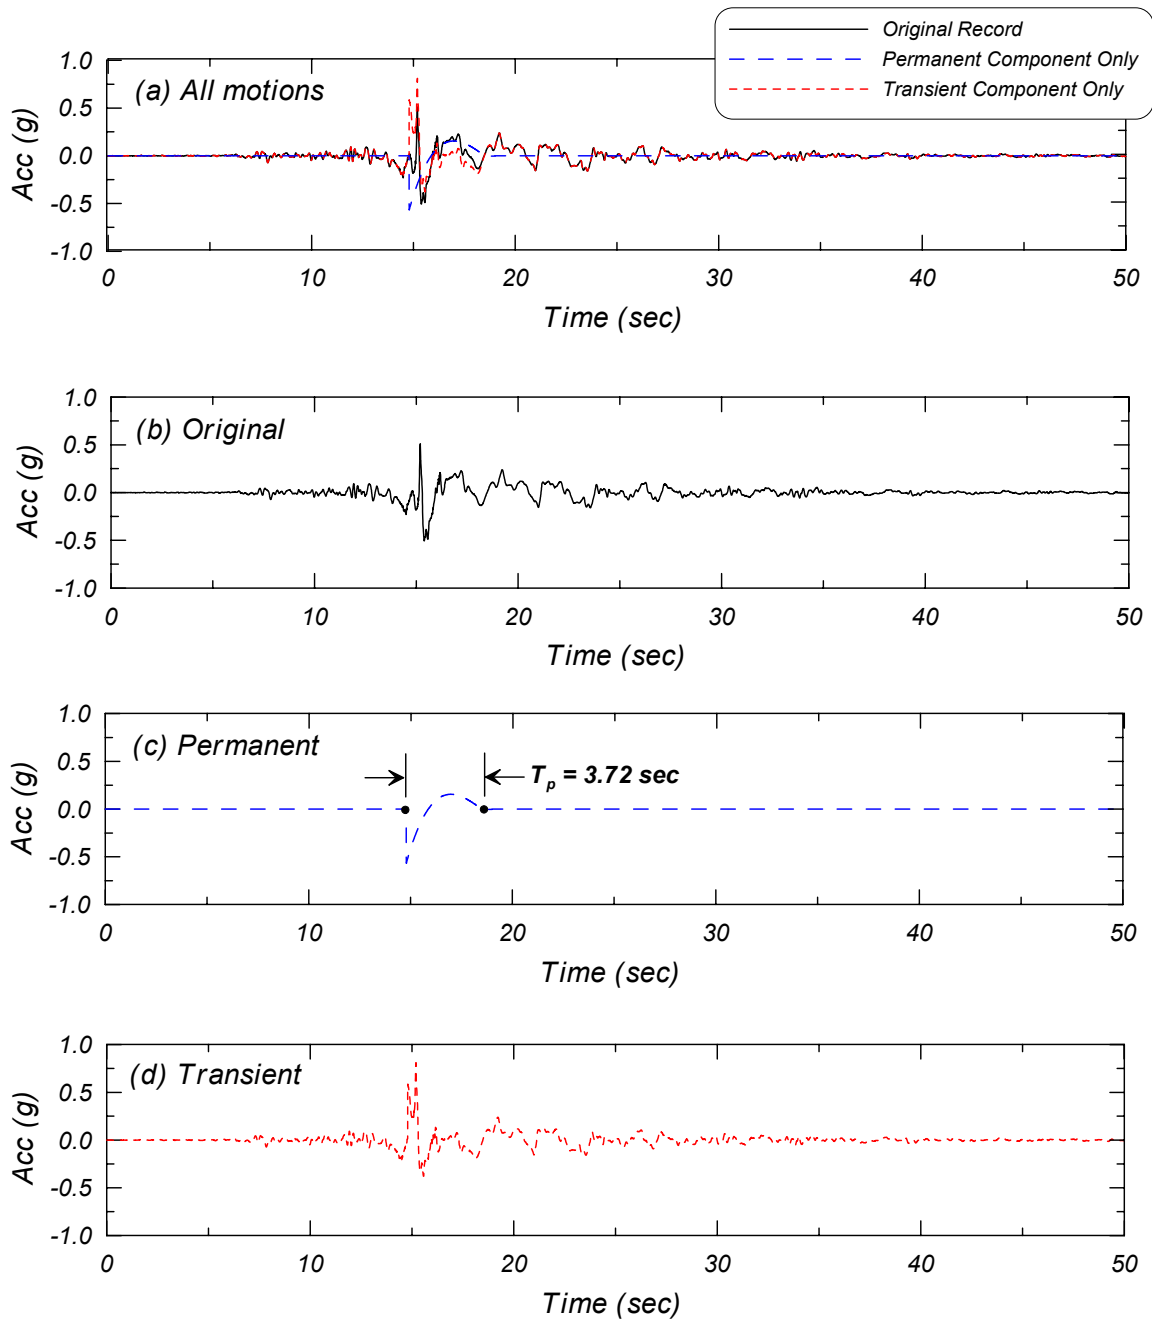 Original Record
Permanent Component Only
Transient Component Only
(a) All motions
1.0
0.5
0.0
-0.5
-1.0
Acc (g)
0 10 20 30 40 50
Time (sec)
(b) Original
1.0
0.5
0.0
-0.5
-1.0
Acc (g)
0 10 20 30 40 50
Time (sec)
(c) Permanent
1.0
0.5
0.0
-0.5
-1.0
Acc (g)
T_p = 3.72 sec
0 10 20 30 40 50
Time (sec)
(d) Transient
1.0
0.5
0.0
-0.5
-1.0
Acc (g)
0 10 20 30 40 50
Time (sec)